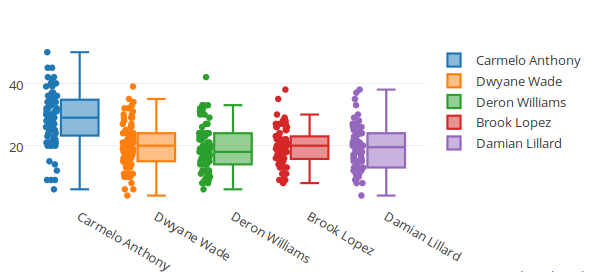 40
20
Carmelo Anthony
Dwyane Wade
Deron Williams
Brook Lopez
Damian Lillard
Carmelo Anthony
Dwyane Wade
Deron Williams
Brook Lopez
Damian Lillard